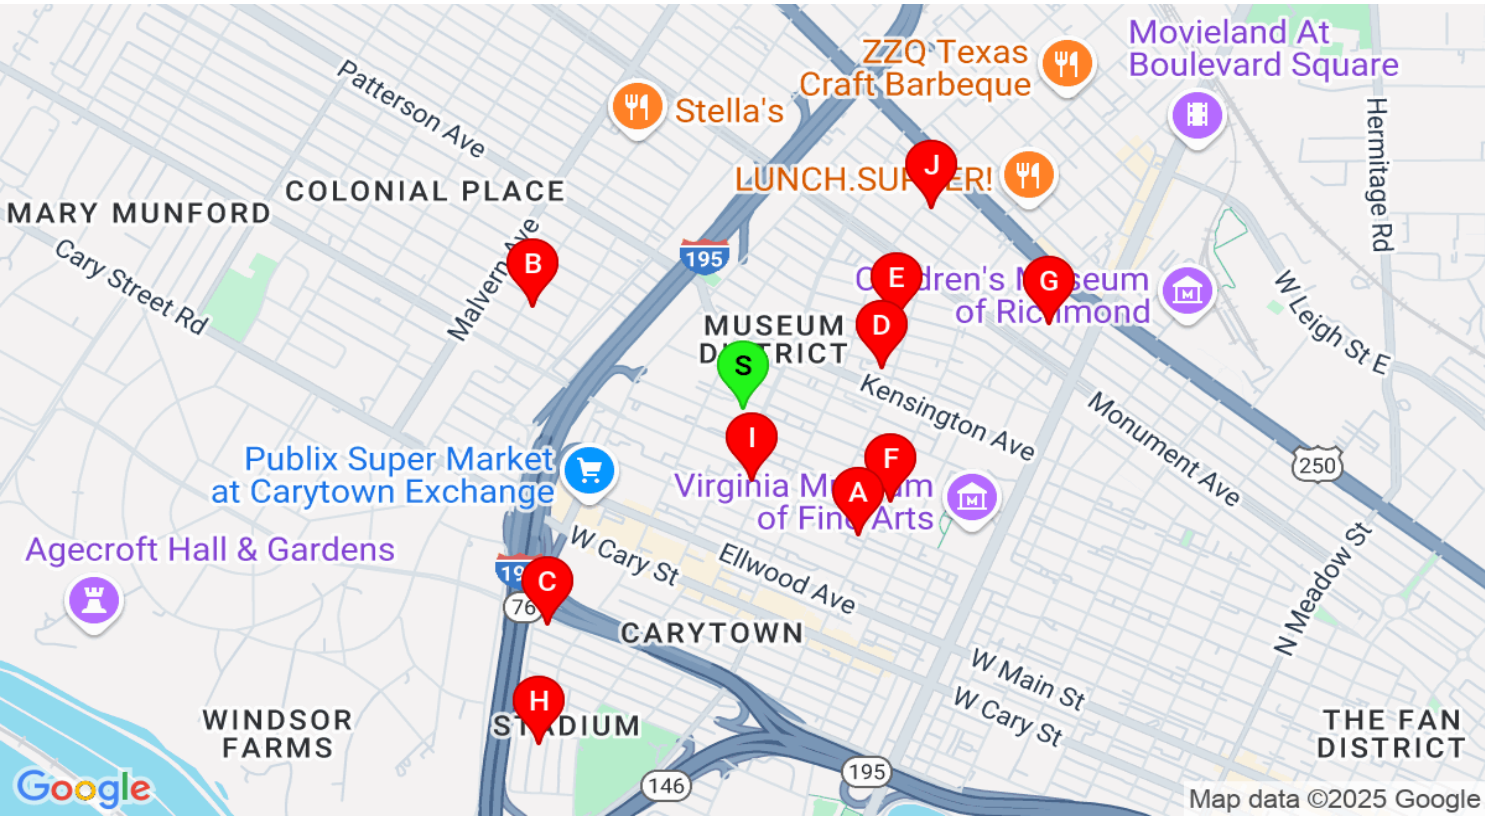 Movieland At
Boulevard Square
ZZQ Texas
Craft Barbeque
Patterson Ave
Stella's
Hermitage Rd
J
LUNCH.SUPPER!
COLONIAL PLACE
MARY MUNFORD
Malvern Ave
Cary Street Rd
B
195
E
G
Children's Museum
of Richmond
D
W Leigh St E
MUSEUM
DISTRICT
S
Kensington Ave
Monument Ave
I
F
A
250
Publix Super Market
at Carytown Exchange
Virginia Museum
of Fine Arts
Agecroft Hall & Gardens
W Cary St
Ellwood Ave
N Meadow St
C
76
CARYTOWN
W Main St
W Cary St
H
STADIUM
WINDSOR
FARMS
THE FAN
DISTRICT
195
146
Google
Map data ©2025 Google